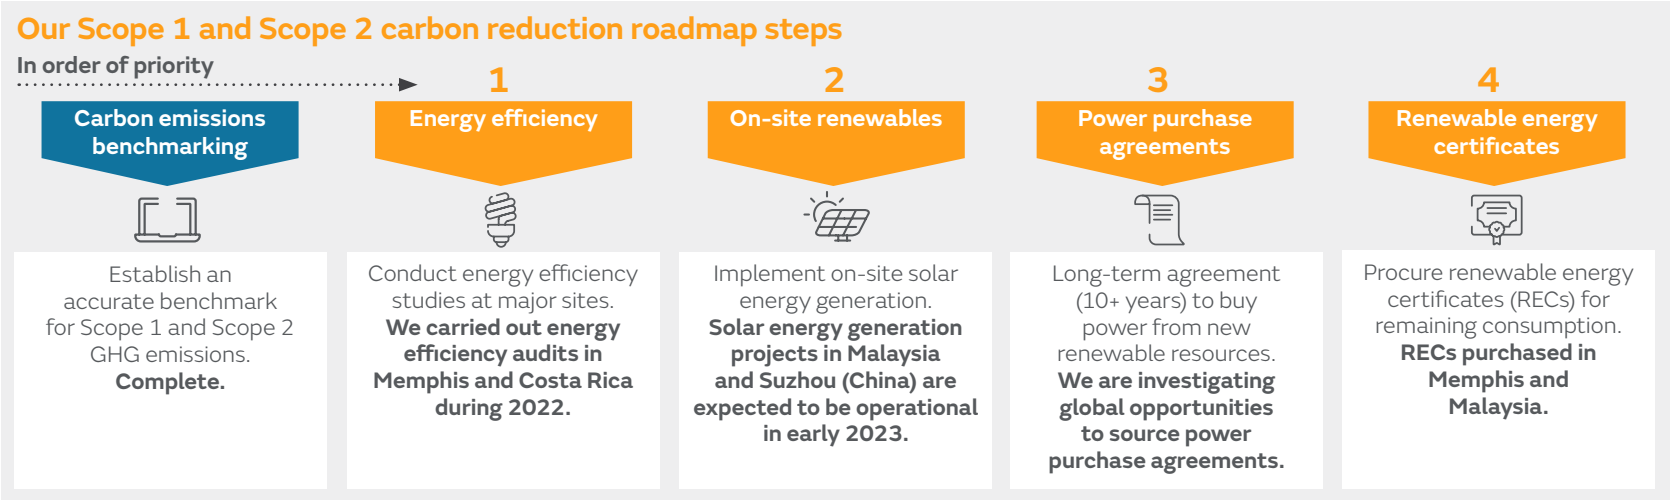 Our Scope 1 and Scope 2 carbon reduction roadmap steps
In order of priority
Carbon emissions
benchmarking
Establish an
accurate benchmark
for Scope 1 and Scope 2
GHG emissions.
Complete.
1
Energy efficiency
Conduct energy efficiency
studies at major sites.
We carried out energy
efficiency audits in
Memphis and Costa Rica
during 2022.
2
On-site renewables
Implement on-site solar
energy generation.
Solar energy generation
projects in Malaysia
and Suzhou (China) are
expected to be operational
in early 2023.
3
Power purchase
agreements
Long-term agreement
(10+ years) to buy
power from new
renewable resources.
We are investigating
global opportunities
to source power
purchase agreements.
4
Renewable energy
certificates
Procure renewable energy
certificates (RECs) for
remaining consumption.
RECs purchased in
Memphis and
Malaysia.